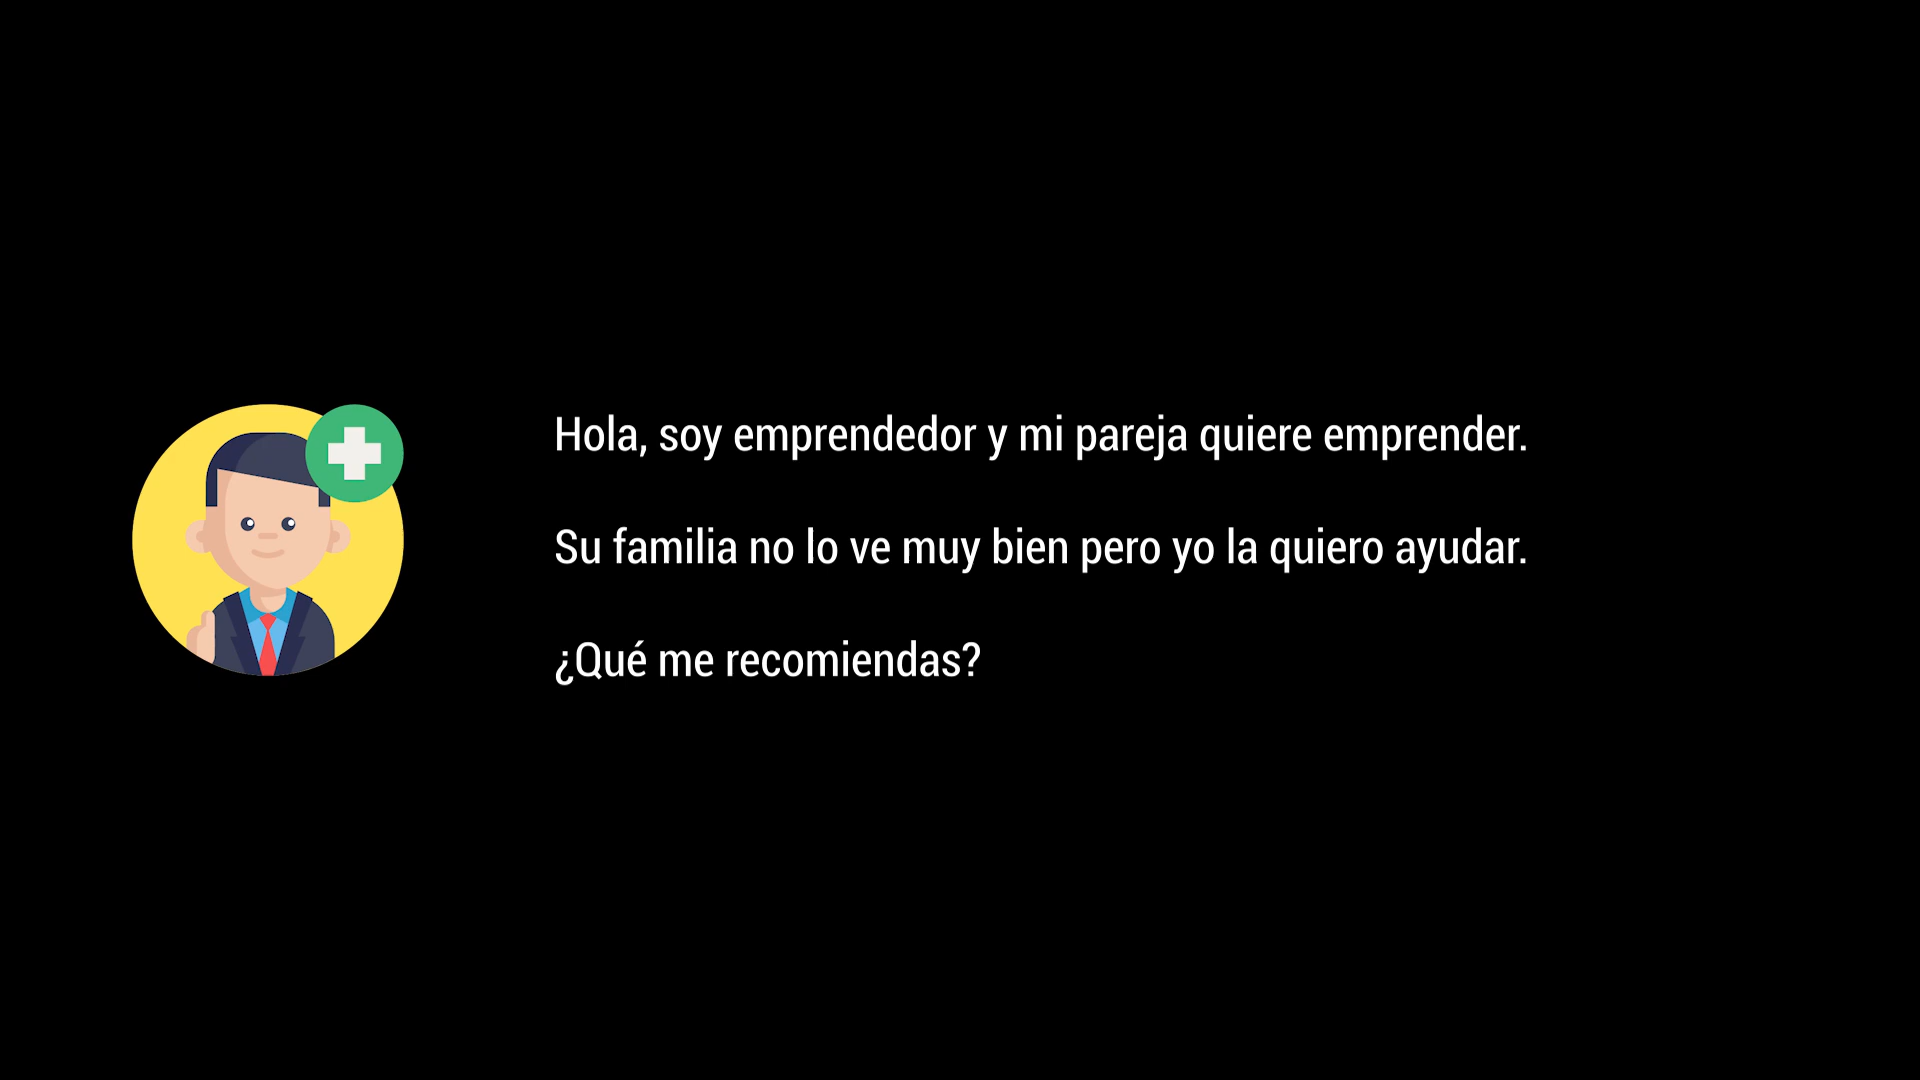 Hola, soy emprendedor y mi pareja quiere emprender.
Su familia no lo ve muy bien pero yo la quiero ayudar.
¿Qué me recomiendas?